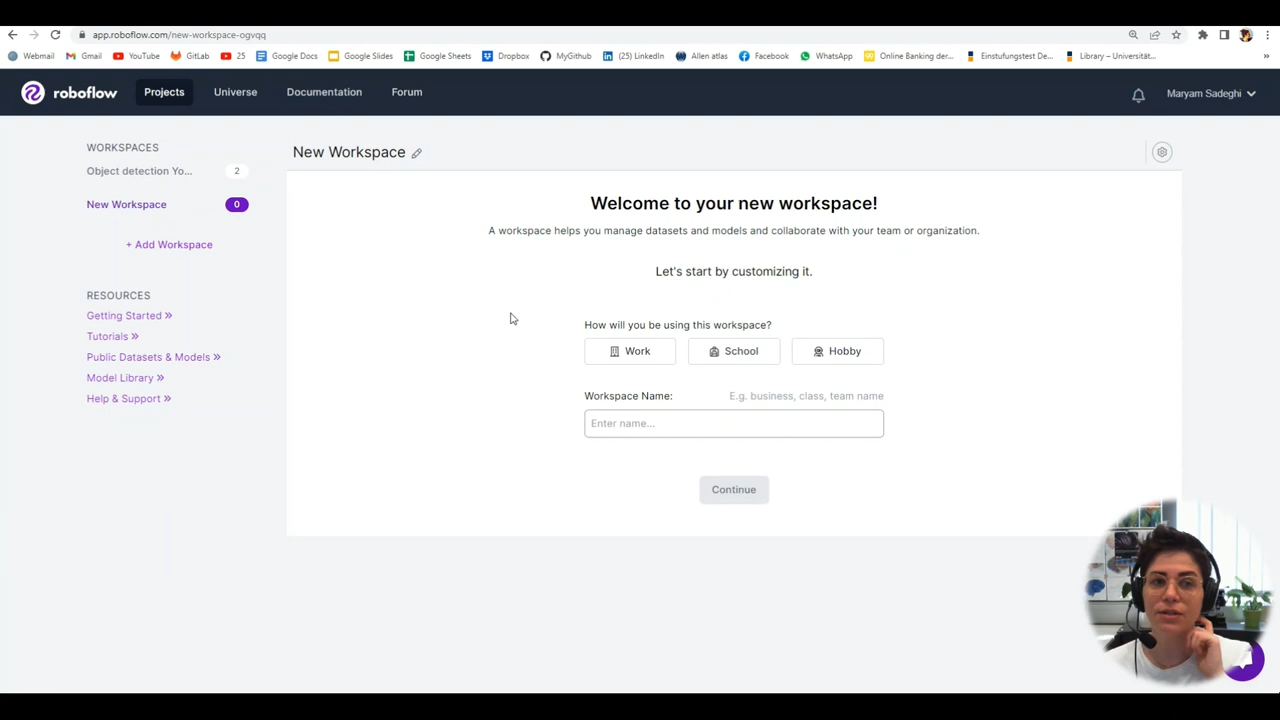 app.roboflow.com/new-workspace-ogvqq
Webmail
Gmail
YouTube
GitLab
25
Google Docs
Google Slides
Google Sheets
Dropbox
MyGithub
(25) LinkedIn
Allen atlas
Facebook
WhatsApp
Online Banking der...
Einstufungstest De...
Library – Universität...
»
roboflow
Projects
Universe
Documentation
Forum
Maryam Sadeghi
WORKSPACES
Object detection Yo...
2
New Workspace
0
+ Add Workspace
RESOURCES
Getting Started »
Tutorials »
Public Datasets & Models »
Model Library »
Help & Support »
New Workspace
Welcome to your new workspace!
A workspace helps you manage datasets and models and collaborate with your team or organization.
Let's start by customizing it.
How will you be using this workspace?
Work
School
Hobby
Workspace Name:
E.g. business, class, team name
Enter name...
Continue